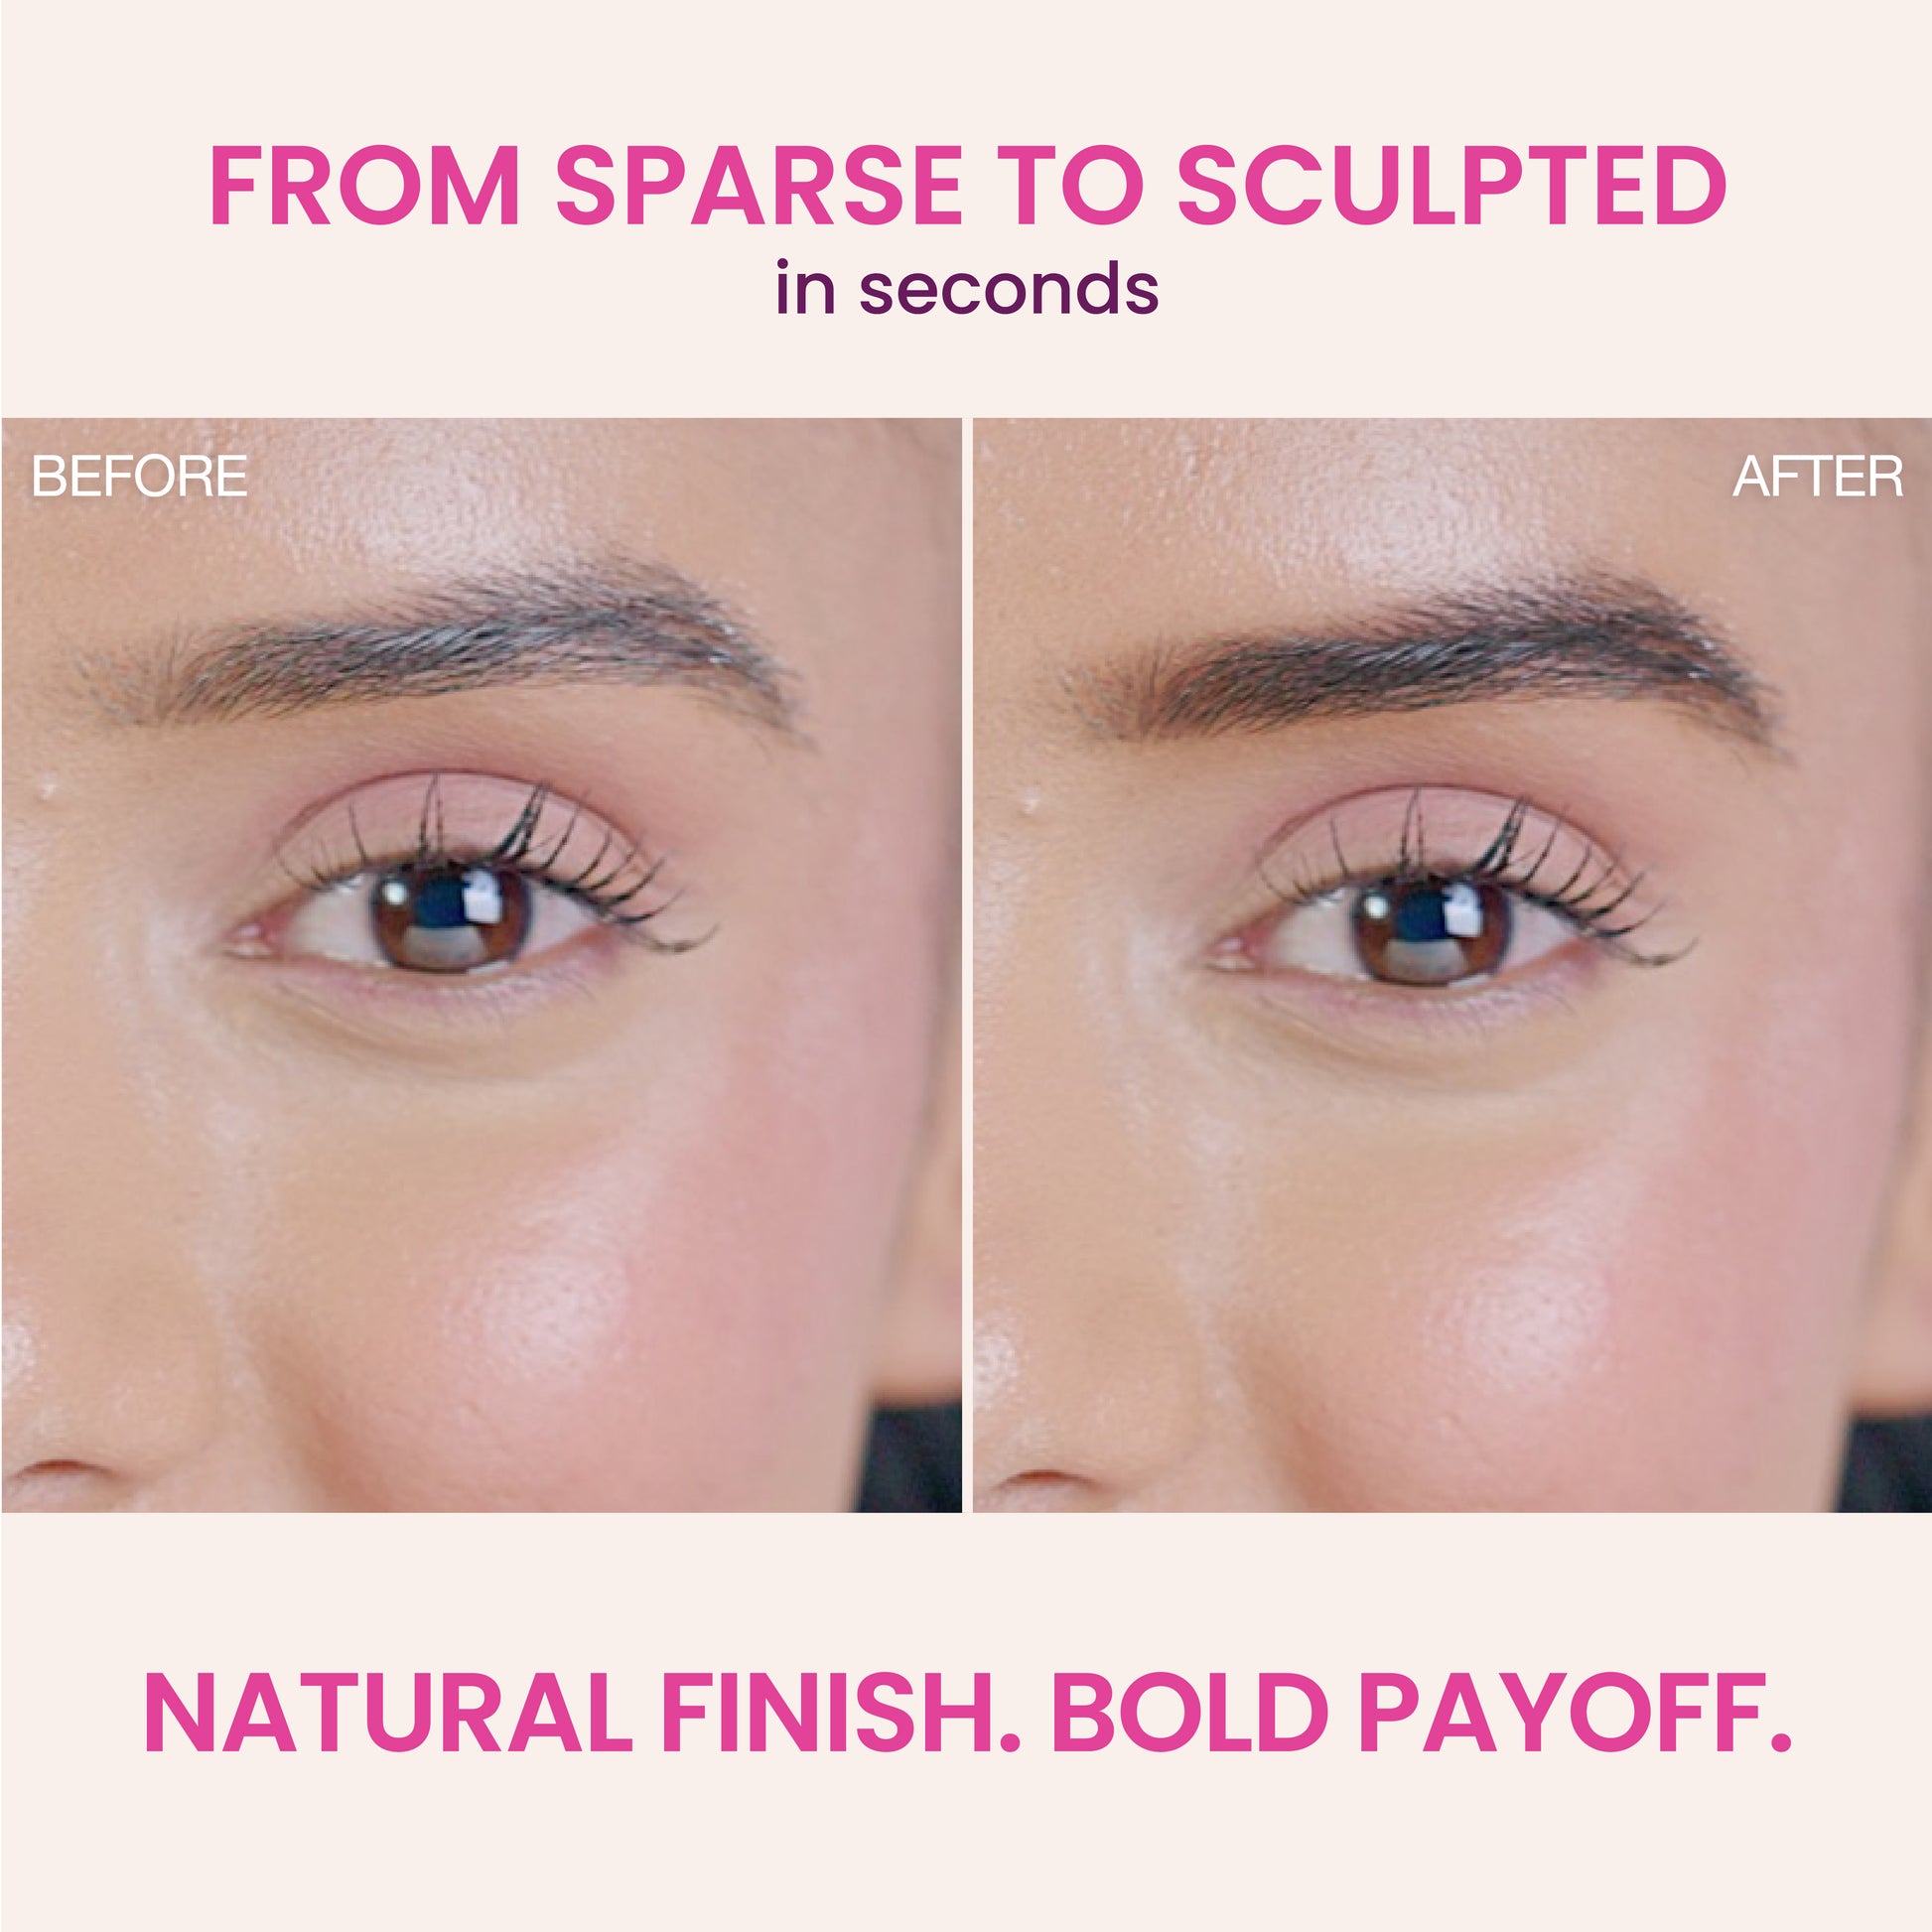 FROM SPARSE TO SCULPTED
in seconds
BEFORE
AFTER
NATURAL FINISH. BOLD PAYOFF.